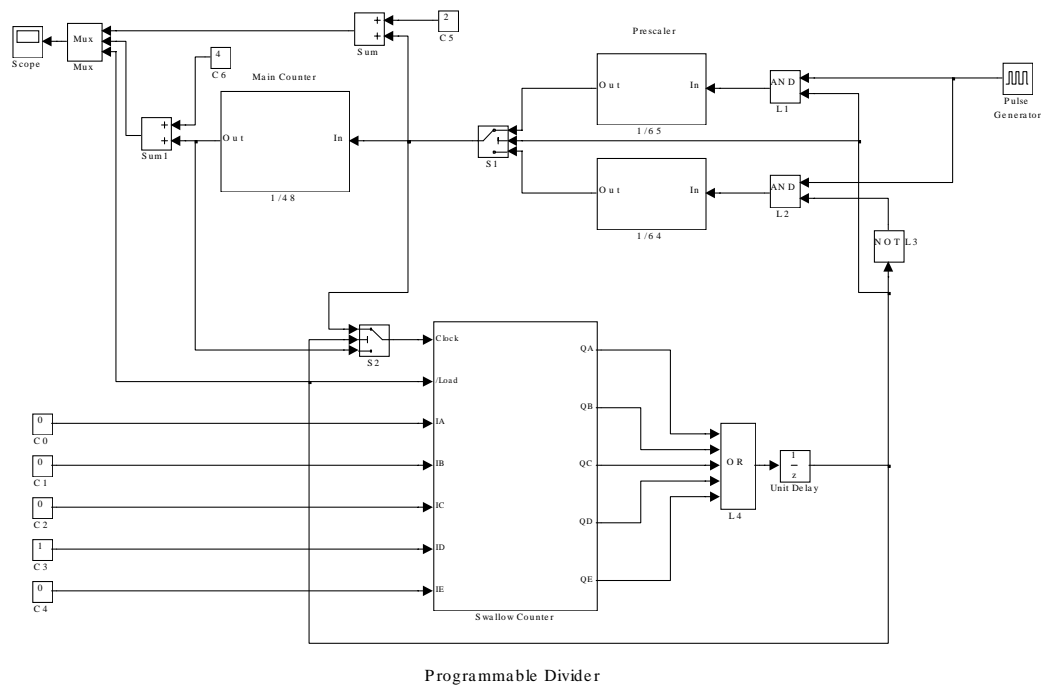 2
C5
Sum
Mux
Mux
Scope
4
C6
Main Counter
Prescaler
Out
In
1/65
AND
L1
Pulse
Generator
Sum1
Out
In
1/48
S1
Out
In
1/64
AND
L2
NOT
L3
S2
Clock
/Load
IA
IB
IC
ID
IE
QA
QB
QC
QD
QE
Swallow Counter
0
C0
0
C1
0
C2
1
C3
0
C4
OR
L4
1
z
Unit Delay
+
+
+
+
Programmable Divider